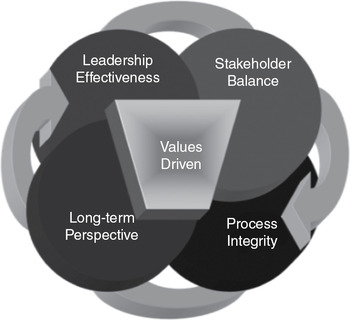 Leadership
Effectiveness
Stakeholder
Balance
Values
Driven
Long-term
Perspective
Process
Integrity